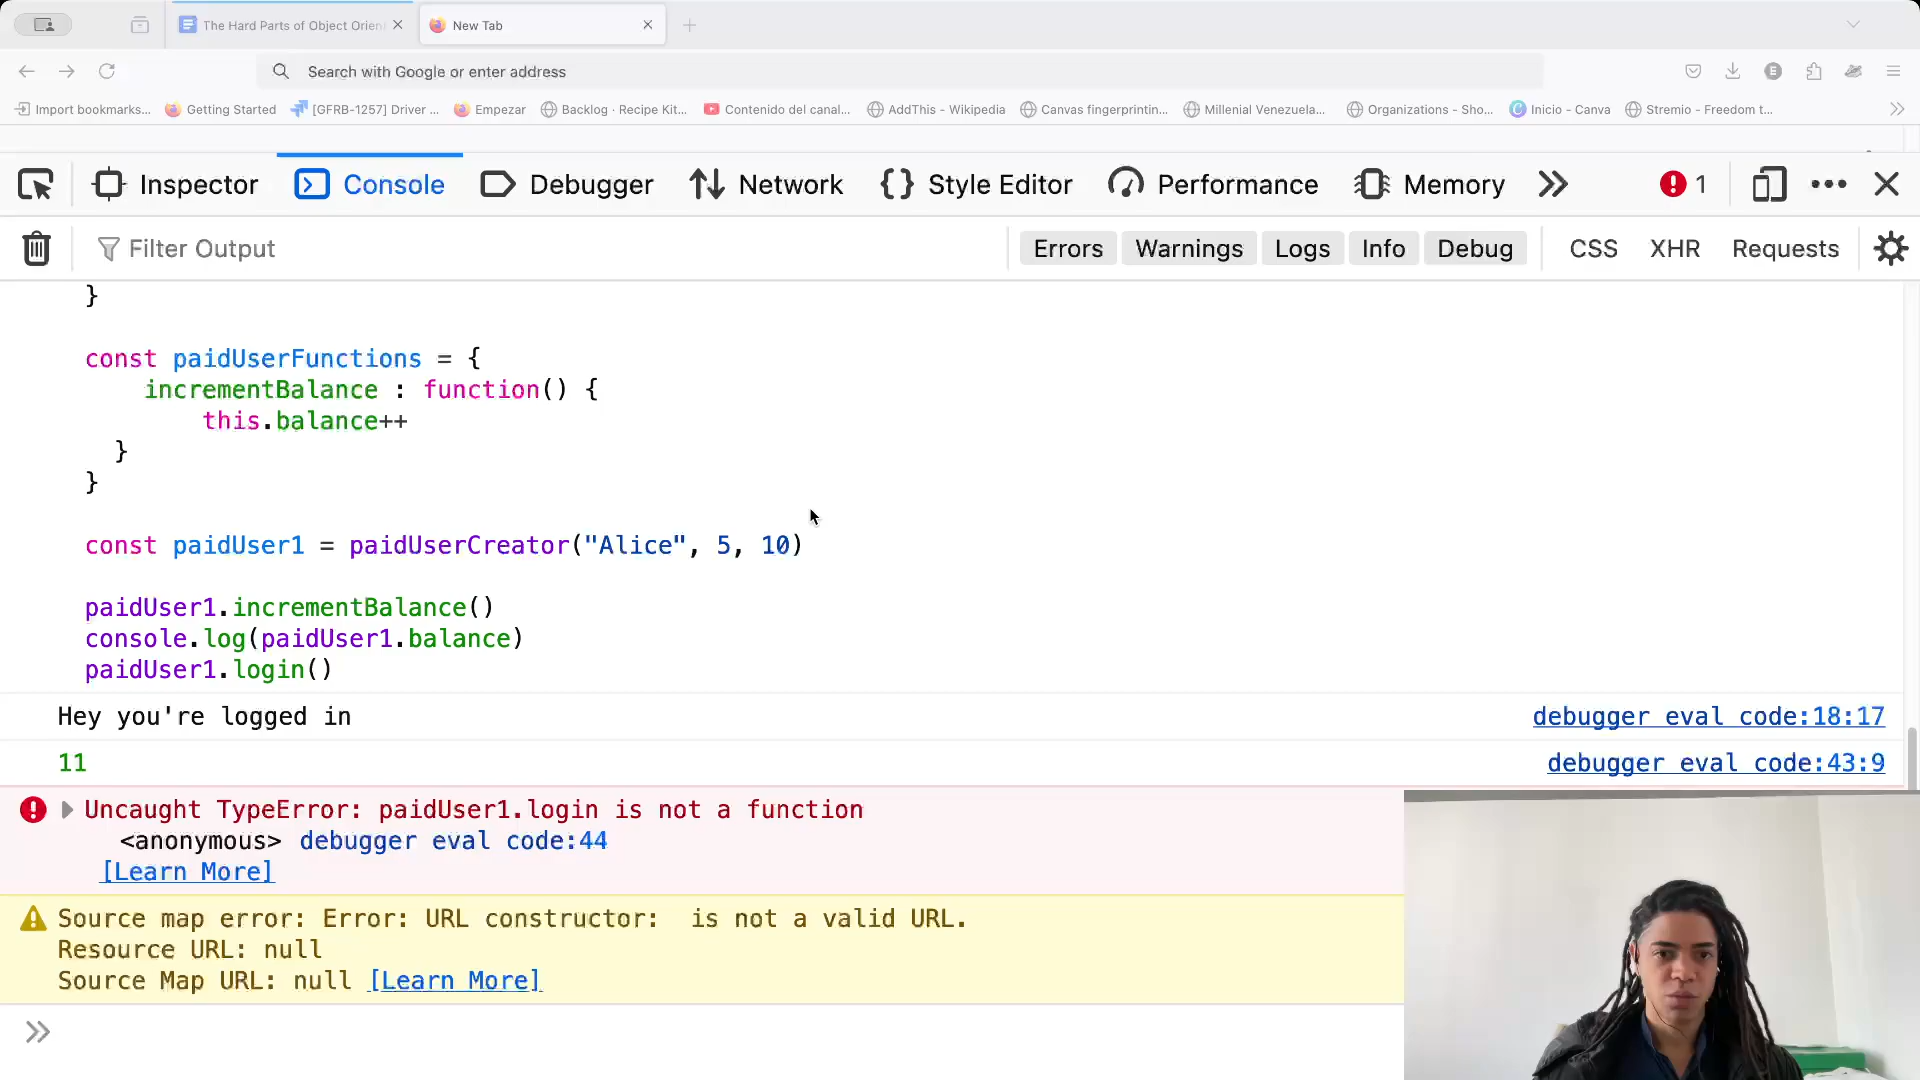 The Hard Parts of Object Orien
New Tab
Search with Google or enter address
E
Import bookmarks...
Getting Started
[GFRB-1257] Driver ...
Empezar
Backlog · Recipe Kit...
Contenido del canal...
AddThis - Wikipedia
Canvas fingerprintin...
Millenial Venezuela...
Organizations - Sho...
Inicio - Canva
Stremio - Freedom t...
Inspector
Console
Debugger
Network
Style Editor
Performance
Memory
1
Filter Output
Errors
Warnings
Logs
Info
Debug
CSS
XHR
Requests
}
const paidUserFunctions = {
incrementBalance : function() {
this.balance++
}
}
const paidUser1 = paidUserCreator("Alice", 5, 10)
paidUser1.incrementBalance()
console.log(paidUser1.balance)
paidUser1.login()
Hey you're logged in debugger eval code:18:17
11 debugger eval code:43:9
Uncaught TypeError: paidUser1.login is not a function
<anonymous> debugger eval code:44
[Learn More]
Source map error: Error: URL constructor:  is not a valid URL.
Resource URL: null
Source Map URL: null [Learn More]